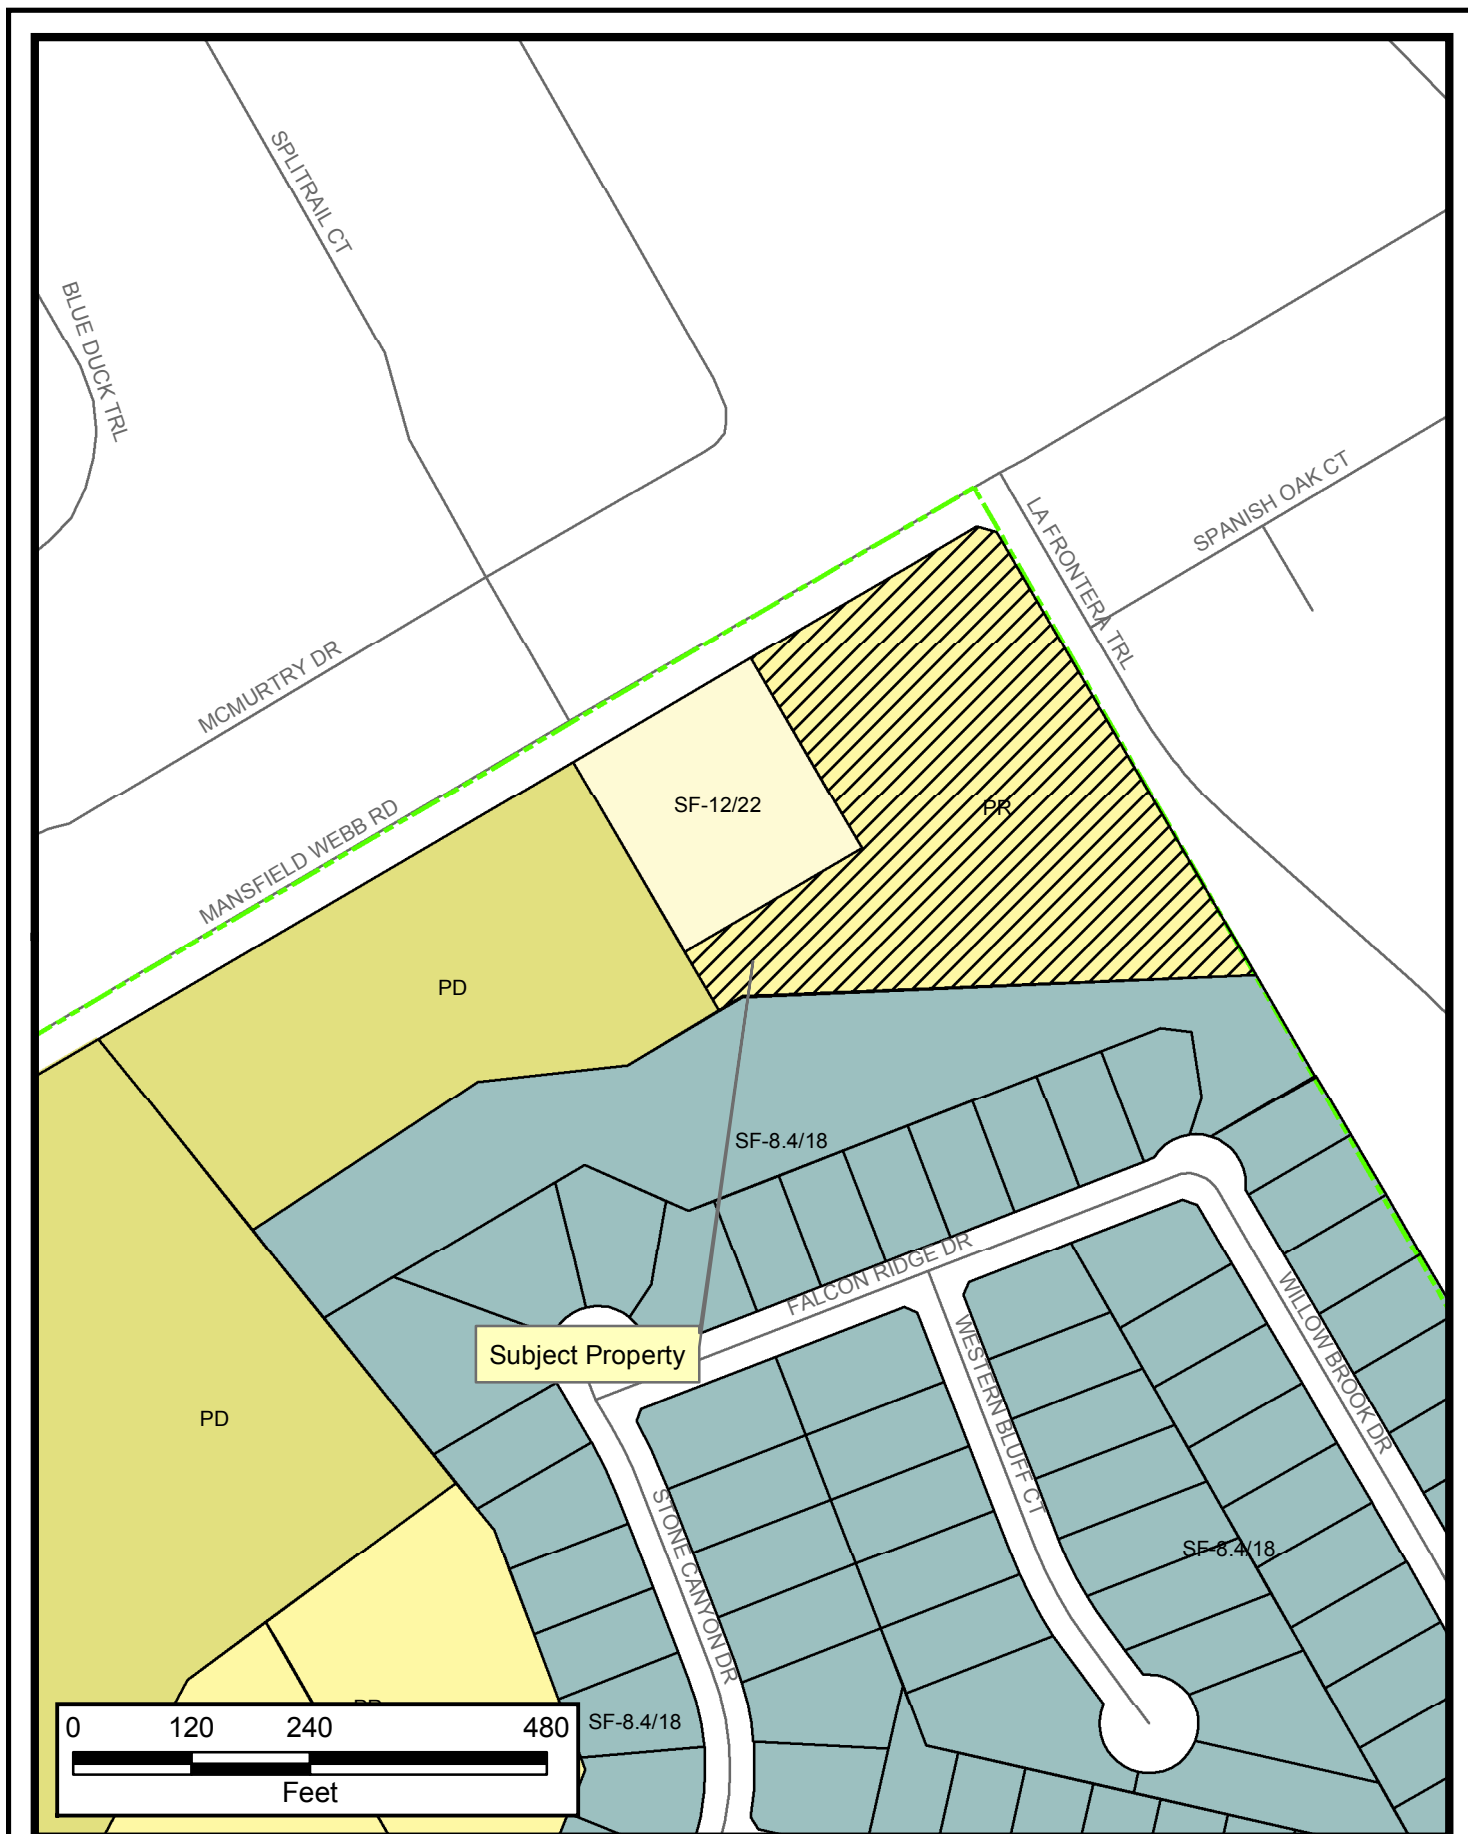 SPLITRAIL CT
BLUE DUCK TRL
SPANISH OAK CT
LA FRONTERA TRL
MCMURTRY DR
SF-12/22
PR
MANSFIELD WEBB RD
PD
SF-8.4/18
FALCON RIDGE DR
WILLOW BROOK DR
Subject Property
WESTERN BLUFF CT
PD
STONE CANYON DR
SF-8.4/18
SF-8.4/18
0 120 240 480
Feet